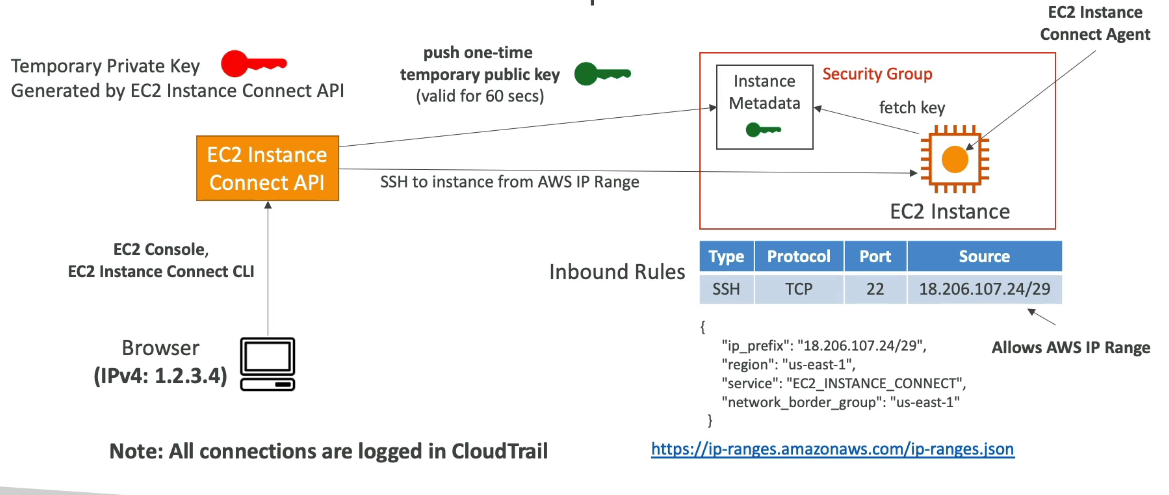 EC2 Instance
Connect Agent
Temporary Private Key
Generated by EC2 Instance Connect API
push one-time
temporary public key
(valid for 60 secs)
Instance
Metadata
Security Group
fetch key
EC2 Instance
Connect API
SSH to instance from AWS IP Range
EC2 Instance
EC2 Console,
EC2 Instance Connect CLI
Inbound Rules
Type Protocol Port Source
SSH TCP 22 18.206.107.24/29
Allows AWS IP Range
{
"ip_prefix": "18.206.107.24/29",
"region": "us-east-1",
"service": "EC2_INSTANCE_CONNECT",
"network_border_group": "us-east-1"
}
Browser
(IPv4: 1.2.3.4)
Note: All connections are logged in CloudTrail
https://ip-ranges.amazonaws.com/ip-ranges.json